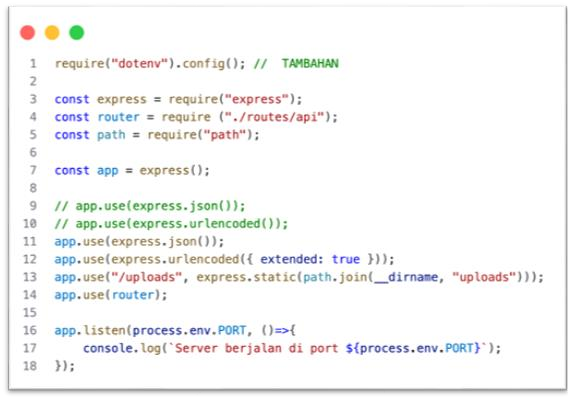 1 require("dotenv").config(); //  TAMBAHAN
2
3 const express = require("express");
4 const router = require ("./routes/api");
5 const path = require("path");
6
7 const app = express();
8
9 // app.use(express.json());
10 // app.use(express.urlencoded());
11 app.use(express.json());
12 app.use(express.urlencoded({ extended: true }));
13 app.use("/uploads", express.static(path.join(__dirname, "uploads")));
14 app.use(router);
15
16 app.listen(process.env.PORT, ()=>{
17     console.log(`Server berjalan di port ${process.env.PORT}`);
18 });